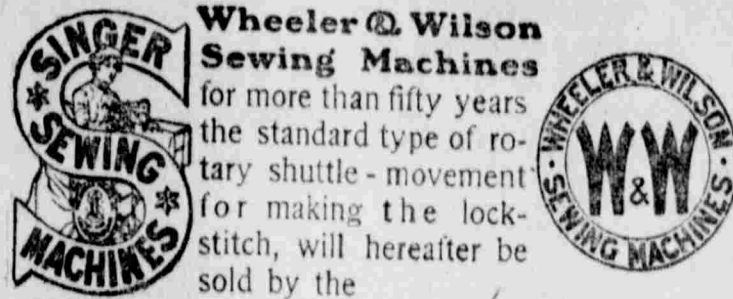 SINGER
SEWING
MACHINES
Wheeler & Wilson
Sewing Machines
for more than fifty years
the standard type of ro-
tary shuttle-movement
for making the lock-
stitch, will hereafter be
sold by the
WHEELER & WILSON
W&W
SEWING MACHINES